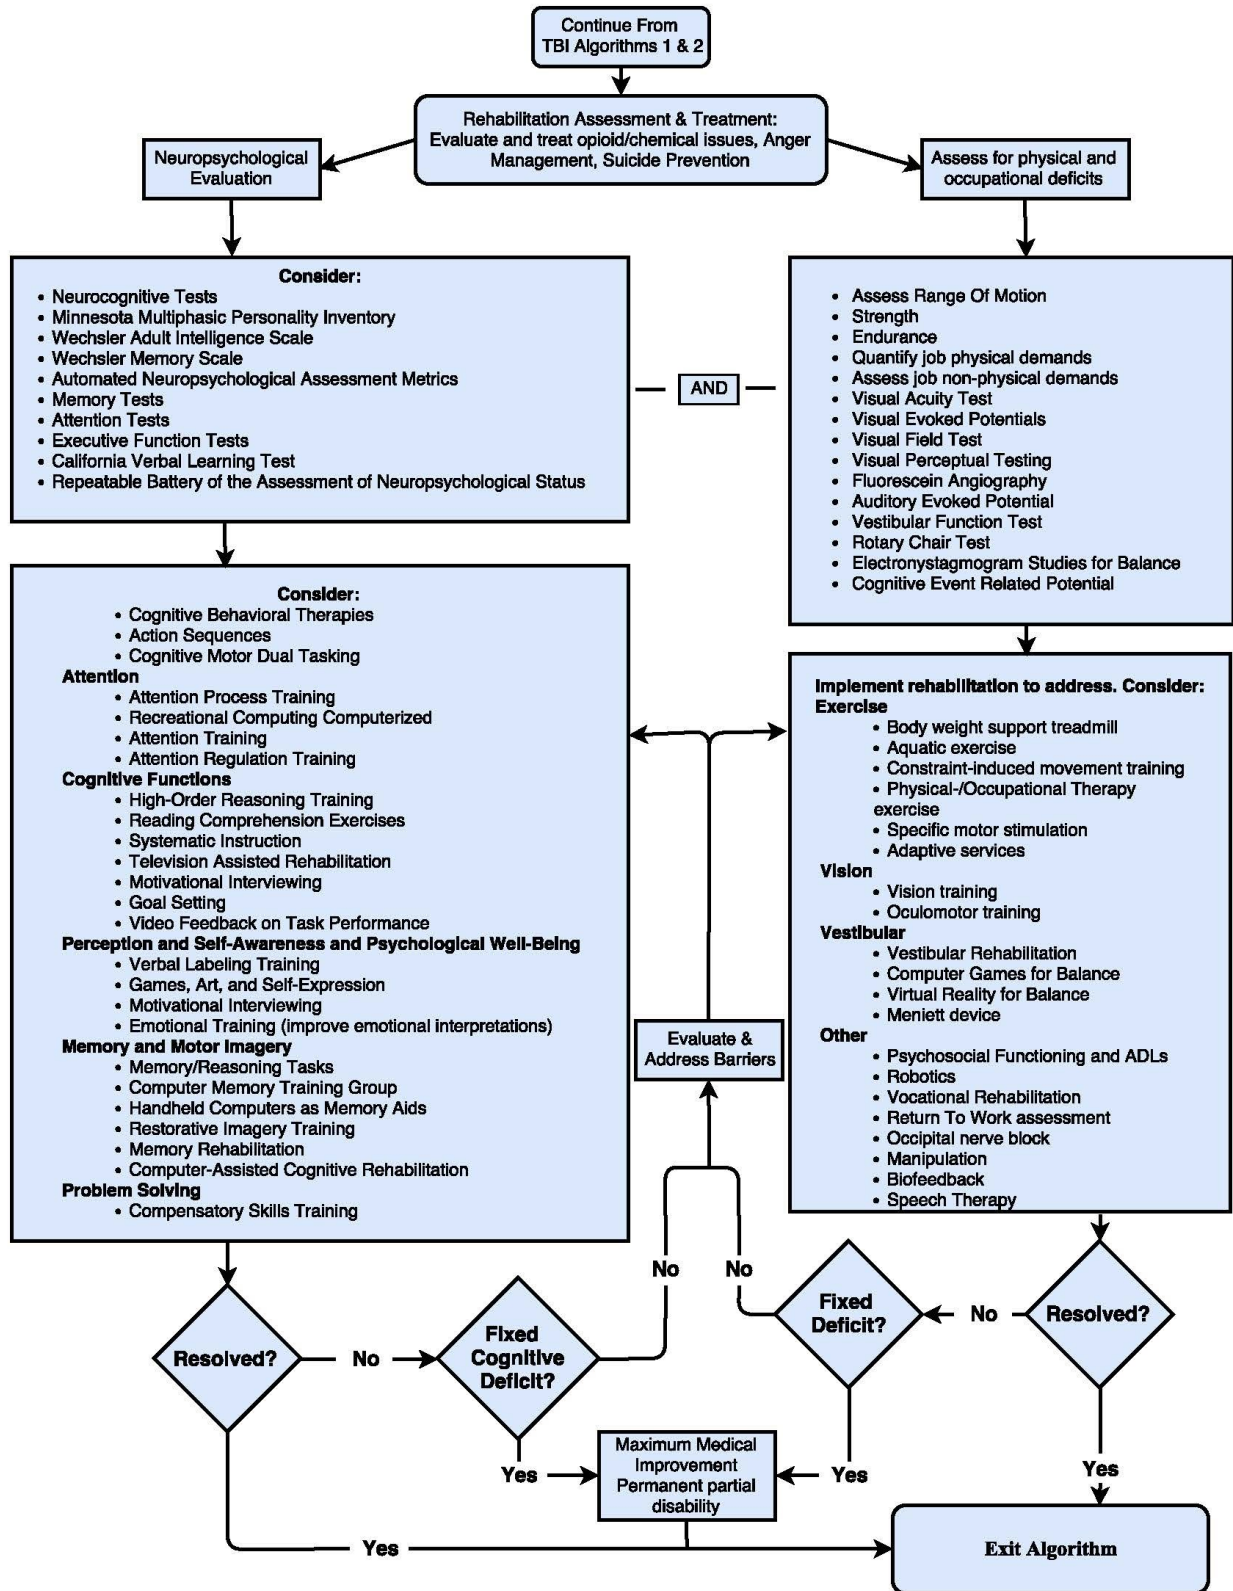 Continue From
TBI Algorithms 1 & 2
Rehabilitation Assessment & Treatment:
Evaluate and treat opioid/chemical issues, Anger
Management, Suicide Prevention
Neuropsychological
Evaluation
Assess for physical and
occupational deficits
Consider:
• Neurocognitive Tests
• Minnesota Multiphasic Personality Inventory
• Wechsler Adult Intelligence Scale
• Wechsler Memory Scale
• Automated Neuropsychological Assessment Metrics
• Memory Tests
• Attention Tests
• Executive Function Tests
• California Verbal Learning Test
• Repeatable Battery of the Assessment of Neuropsychological Status
AND
• Assess Range Of Motion
• Strength
• Endurance
• Quantify job physical demands
• Assess job non-physical demands
• Visual Acuity Test
• Visual Evoked Potentials
• Visual Field Test
• Visual Perceptual Testing
• Fluorescein Angiography
• Auditory Evoked Potential
• Vestibular Function Test
• Rotary Chair Test
• Electronystagmogram Studies for Balance
• Cognitive Event Related Potential
Consider:
• Cognitive Behavioral Therapies
• Action Sequences
• Cognitive Motor Dual Tasking
Attention
• Attention Process Training
• Recreational Computing Computerized
• Attention Training
• Attention Regulation Training
Cognitive Functions
• High-Order Reasoning Training
• Reading Comprehension Exercises
• Systematic Instruction
• Television Assisted Rehabilitation
• Motivational Interviewing
• Goal Setting
• Video Feedback on Task Performance
Perception and Self-Awareness and Psychological Well-Being
• Verbal Labeling Training
• Games, Art, and Self-Expression
• Motivational Interviewing
• Emotional Training (improve emotional interpretations)
Memory and Motor Imagery
• Memory/Reasoning Tasks
• Computer Memory Training Group
• Handheld Computers as Memory Aids
• Restorative Imagery Training
• Memory Rehabilitation
• Computer-Assisted Cognitive Rehabilitation
Problem Solving
• Compensatory Skills Training
Implement rehabilitation to address. Consider:
Exercise
• Body weight support treadmill
• Aquatic exercise
• Constraint-induced movement training
• Physical-/Occupational Therapy
exercise
• Specific motor stimulation
• Adaptive services
Vision
• Vision training
• Oculomotor training
Vestibular
• Vestibular Rehabilitation
• Computer Games for Balance
• Virtual Reality for Balance
• Meniett device
Other
• Psychosocial Functioning and ADLs
• Robotics
• Vocational Rehabilitation
• Return To Work assessment
• Occipital nerve block
• Manipulation
• Biofeedback
• Speech Therapy
Evaluate &
Address Barriers
Resolved?
No
Fixed
Cognitive
Deficit?
No
No
Fixed
Deficit?
No
Resolved?
Yes
Maximum Medical
Improvement
Permanent partial
disability
Yes
Yes
Yes
Exit Algorithm